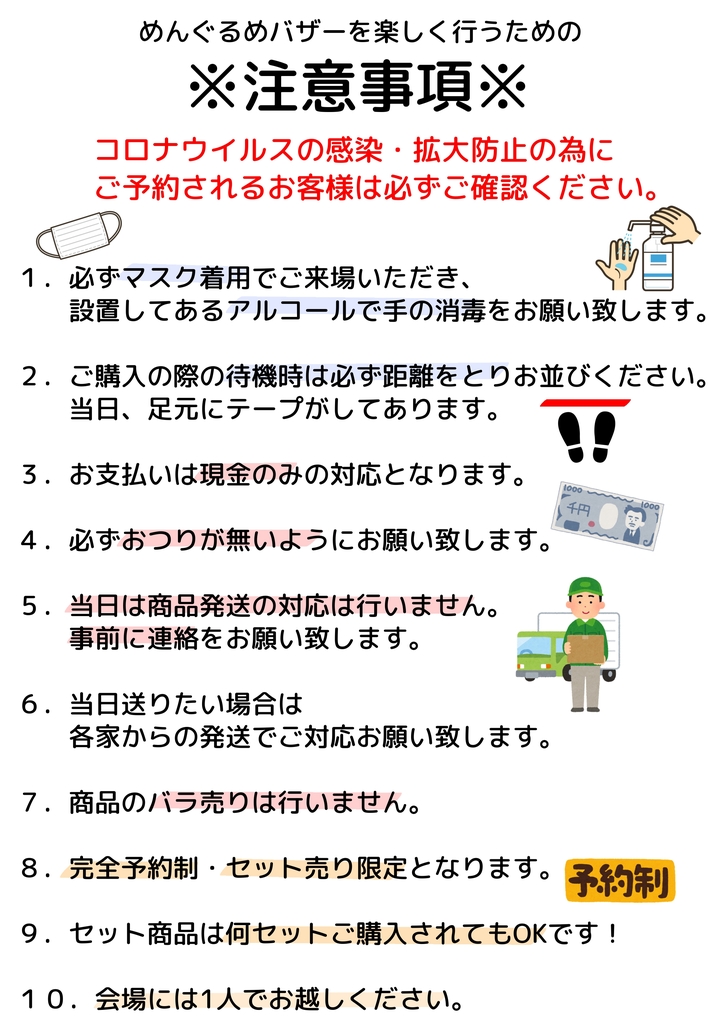 めんぐるめバザーを楽しく行うための
※注意事項※
コロナウイルスの感染・拡大防止の為に
ご予約されるお客様は必ずご確認ください。
１．必ずマスク着用でご来場いただき、
設置してあるアルコールで手の消毒をお願い致します。
２．ご購入の際の待機時は必ず距離をとりお並びください。
当日、足元にテープがしてあります。
３．お支払いは現金のみの対応となります。
1000
1000
千円
４．必ずおつりが無いようにお願い致します。
５．当日は商品発送の対応は行いません。
事前に連絡をお願い致します。
６．当日送りたい場合は
各家からの発送でご対応お願い致します。
７．商品のバラ売りは行いません。
８．完全予約制・セット売り限定となります。
予約制
９．セット商品は何セットご購入されてもOKです！
１０．会場には1人でお越しください。